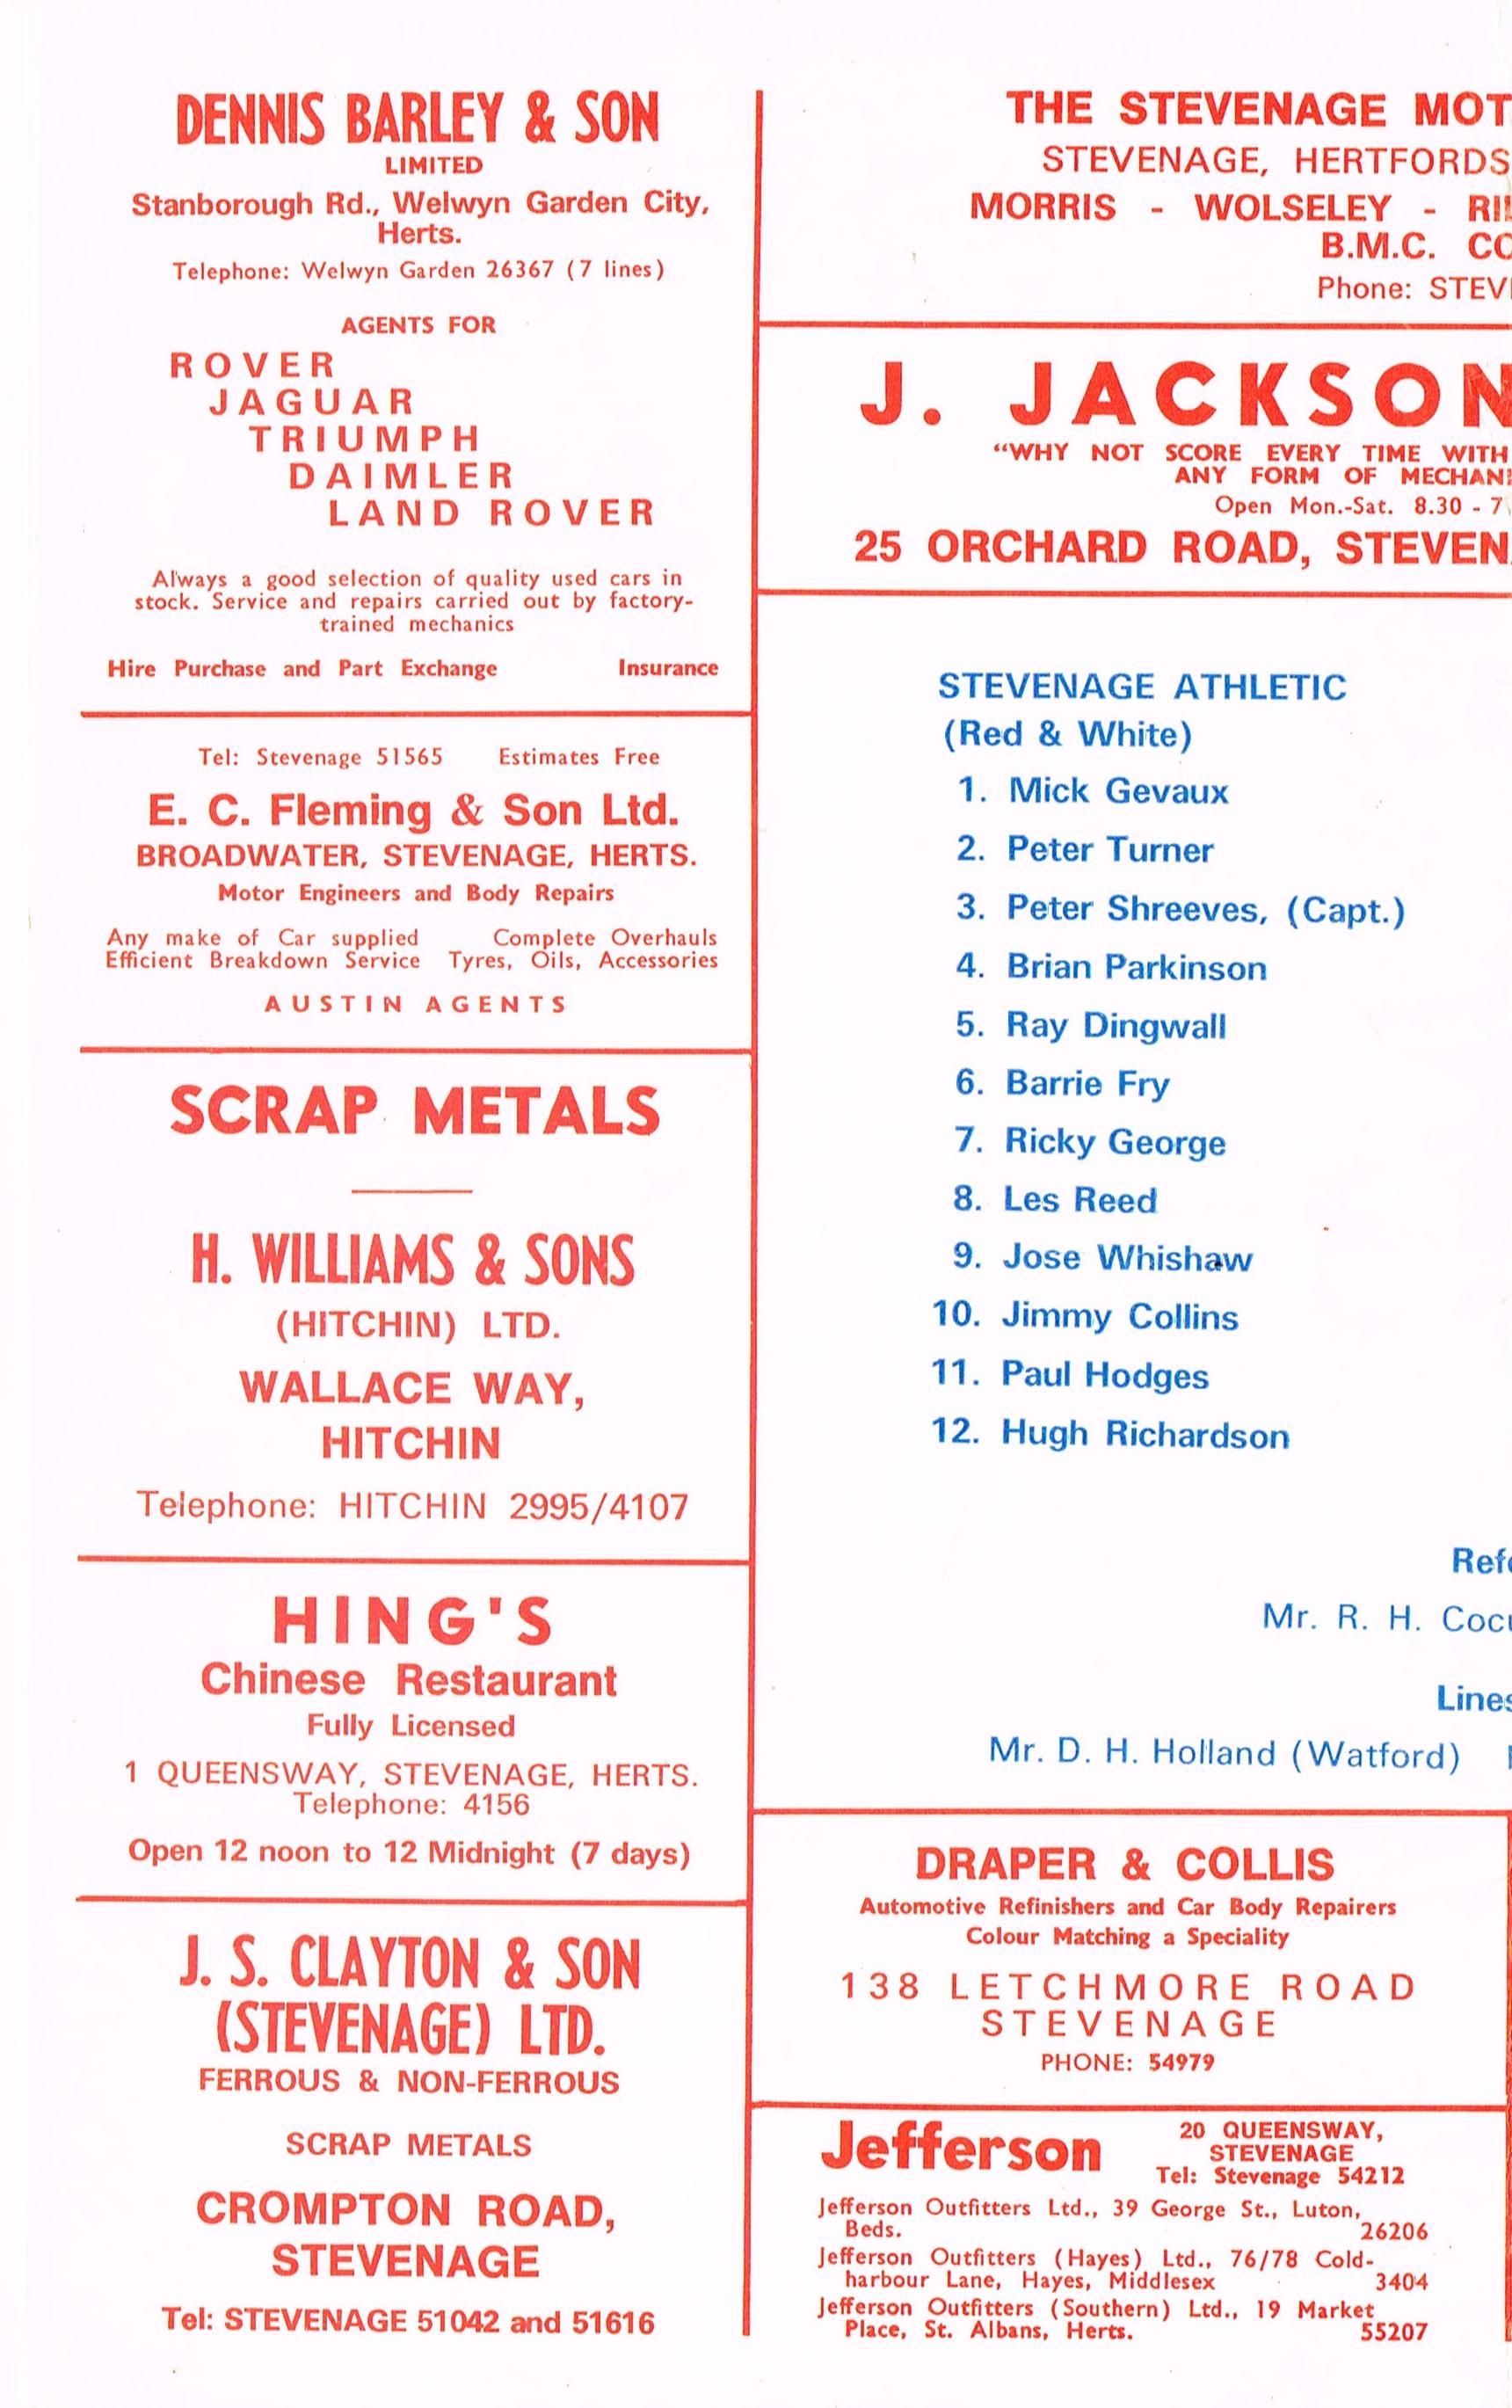 DENNIS BARLEY & SON
LIMITED
Stanborough Rd., Welwyn Garden City,
Herts.
Telephone: Welwyn Garden 26367 (7 lines)
AGENTS FOR
ROVER
JAGUAR
TRIUMPH
DAIMLER
LAND ROVER
Always a good selection of quality used cars in
stock. Service and repairs carried out by factory-
trained mechanics
Hire Purchase and Part Exchange Insurance
Tel: Stevenage 51565 Estimates Free
E. C. Fleming & Son Ltd.
BROADWATER, STEVENAGE, HERTS.
Motor Engineers and Body Repairs
Any make of Car supplied Complete Overhauls
Efficient Breakdown Service Tyres, Oils, Accessories
AUSTIN AGENTS
SCRAP METALS
H. WILLIAMS & SONS
(HITCHIN) LTD.
WALLACE WAY,
HITCHIN
Telephone: HITCHIN 2995/4107
HING'S
Chinese Restaurant
Fully Licensed
1 QUEENSWAY, STEVENAGE, HERTS.
Telephone: 4156
Open 12 noon to 12 Midnight (7 days)
J. S. CLAYTON & SON
(STEVENAGE) LTD.
FERROUS & NON-FERROUS
SCRAP METALS
CROMPTON ROAD,
STEVENAGE
Tel: STEVENAGE 51042 and 51616
THE STEVENAGE MOT
STEVENAGE, HERTFORDS
MORRIS - WOLSELEY -
B.M.C. CO
Phone: STEV
J. JACKSON
"WHY NOT SCORE EVERY TIME WITH
ANY FORM OF MECHAN
Open Mon.-Sat. 8.30 - 7
25 ORCHARD ROAD, STEVEN
STEVENAGE ATHLETIC
(Red & White)
1. Mick Gevaux
2. Peter Turner
3. Peter Shreeves, (Capt.)
4. Brian Parkinson
5. Ray Dingwall
6. Barrie Fry
7. Ricky George
8. Les Reed
9. Jose Whishaw
10. Jimmy Collins
11. Paul Hodges
12. Hugh Richardson
Refe
Mr. R. H. Cocu
Lines
Mr. D. H. Holland (Watford)
DRAPER & COLLIS
Automotive Refinishers and Car Body Repairers
Colour Matching a Speciality
138 LETCHMORE ROAD
STEVENAGE
PHONE: 54979
Jefferson
20 QUEENSWAY,
STEVENAGE
Tel: Stevenage 54212
Jefferson Outfitters Ltd., 39 George St., Luton,
Beds. 26206
Jefferson Outfitters (Hayes) Ltd., 76/78 Cold-
harbour Lane, Hayes, Middlesex 3404
Jefferson Outfitters (Southern) Ltd., 19 Market
Place, St. Albans, Herts. 55207